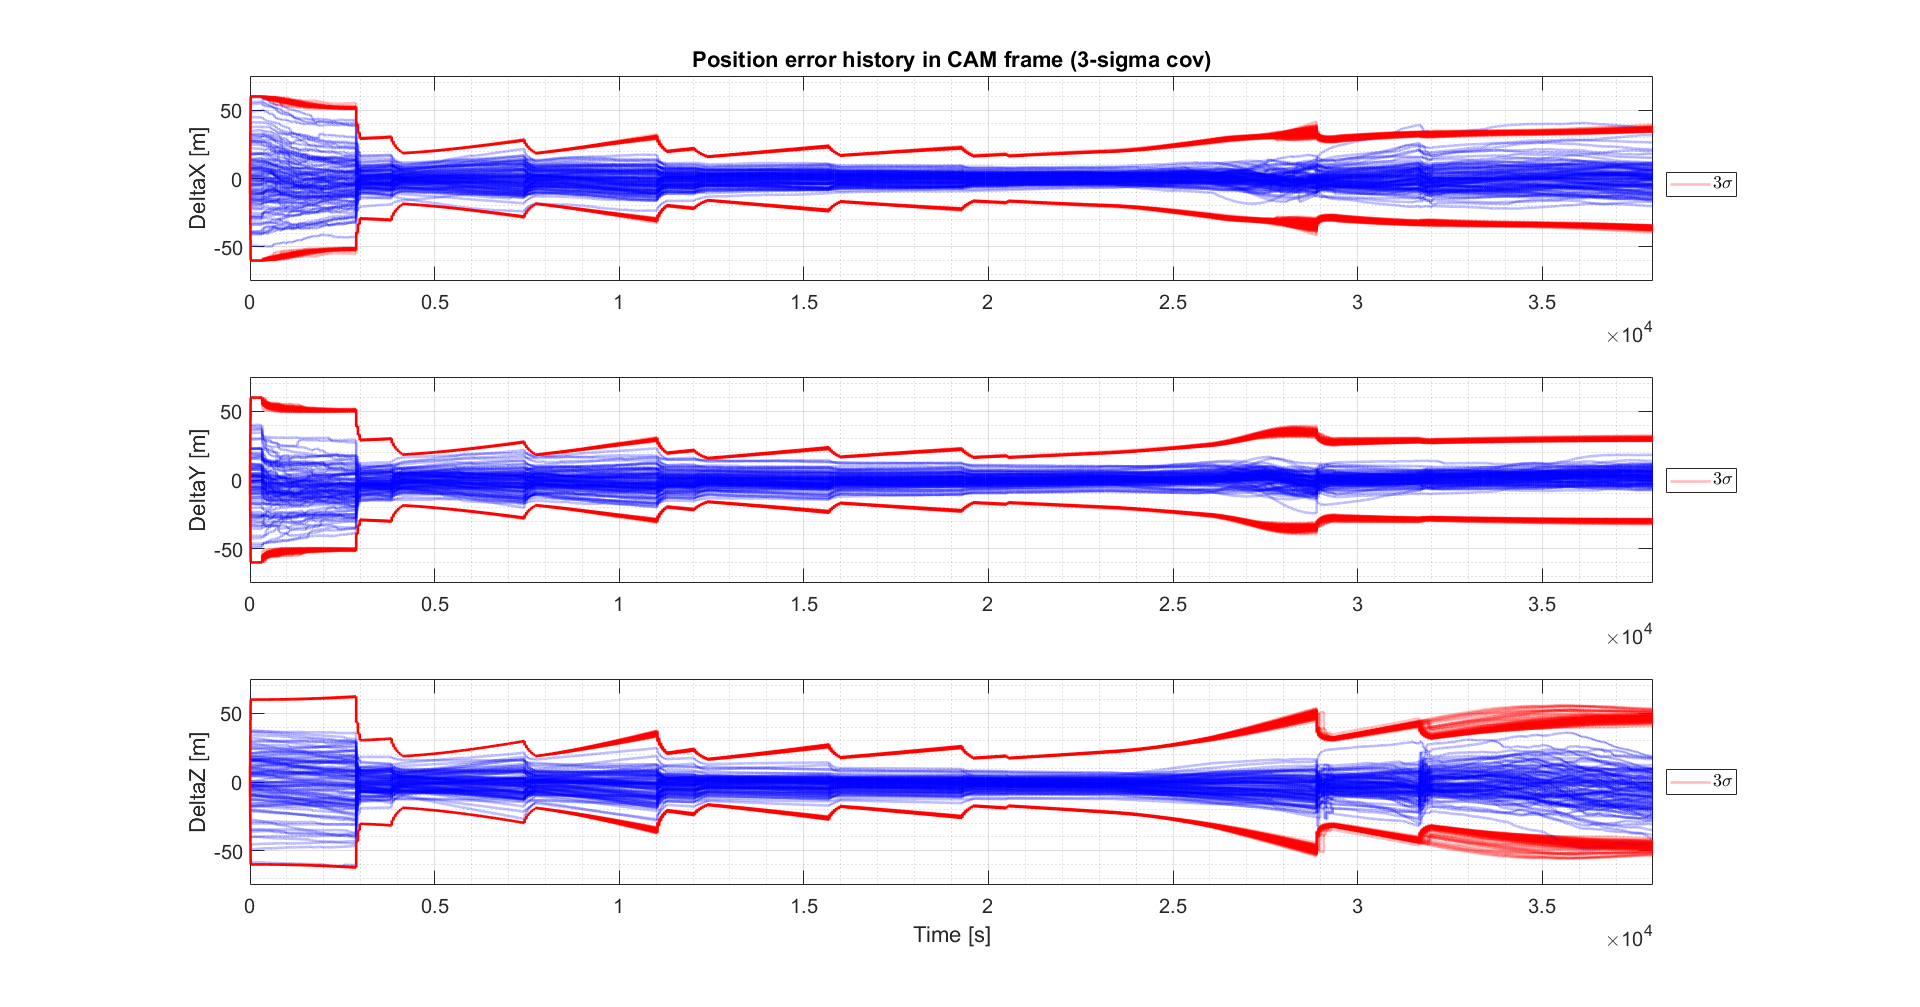 Position error history in CAM frame (3-sigma cov)
DeltaX [m]
50
0
-50
0 0.5 1 1.5 2 2.5 3 3.5
×10^4
3σ
DeltaY [m]
50
0
-50
0 0.5 1 1.5 2 2.5 3 3.5
×10^4
3σ
DeltaZ [m]
50
0
-50
0 0.5 1 1.5 2 2.5 3 3.5
×10^4
Time [s]
3σ